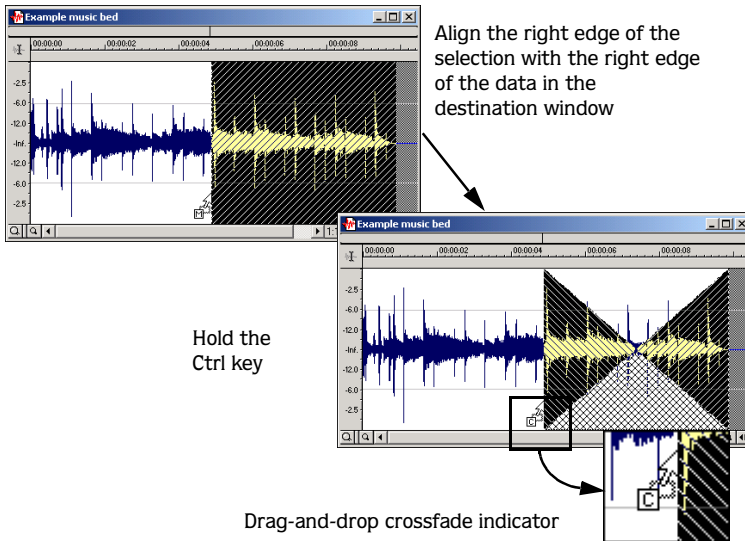 Example music bed
00:00:00 00:00:02 00:00:04 00:00:06 00:00:08
-2.5
-6.0
-12.0
-Inf.
-12.0
-6.0
-2.5
M
Align the right edge of the
selection with the right edge
of the data in the
destination window
Example music bed
00:00:00 00:00:02 00:00:04 00:00:06 00:00:08
-2.5
-6.0
-12.0
-Inf.
-12.0
-6.0
-2.5
C
Hold the
Ctrl key
C
Drag-and-drop crossfade indicator